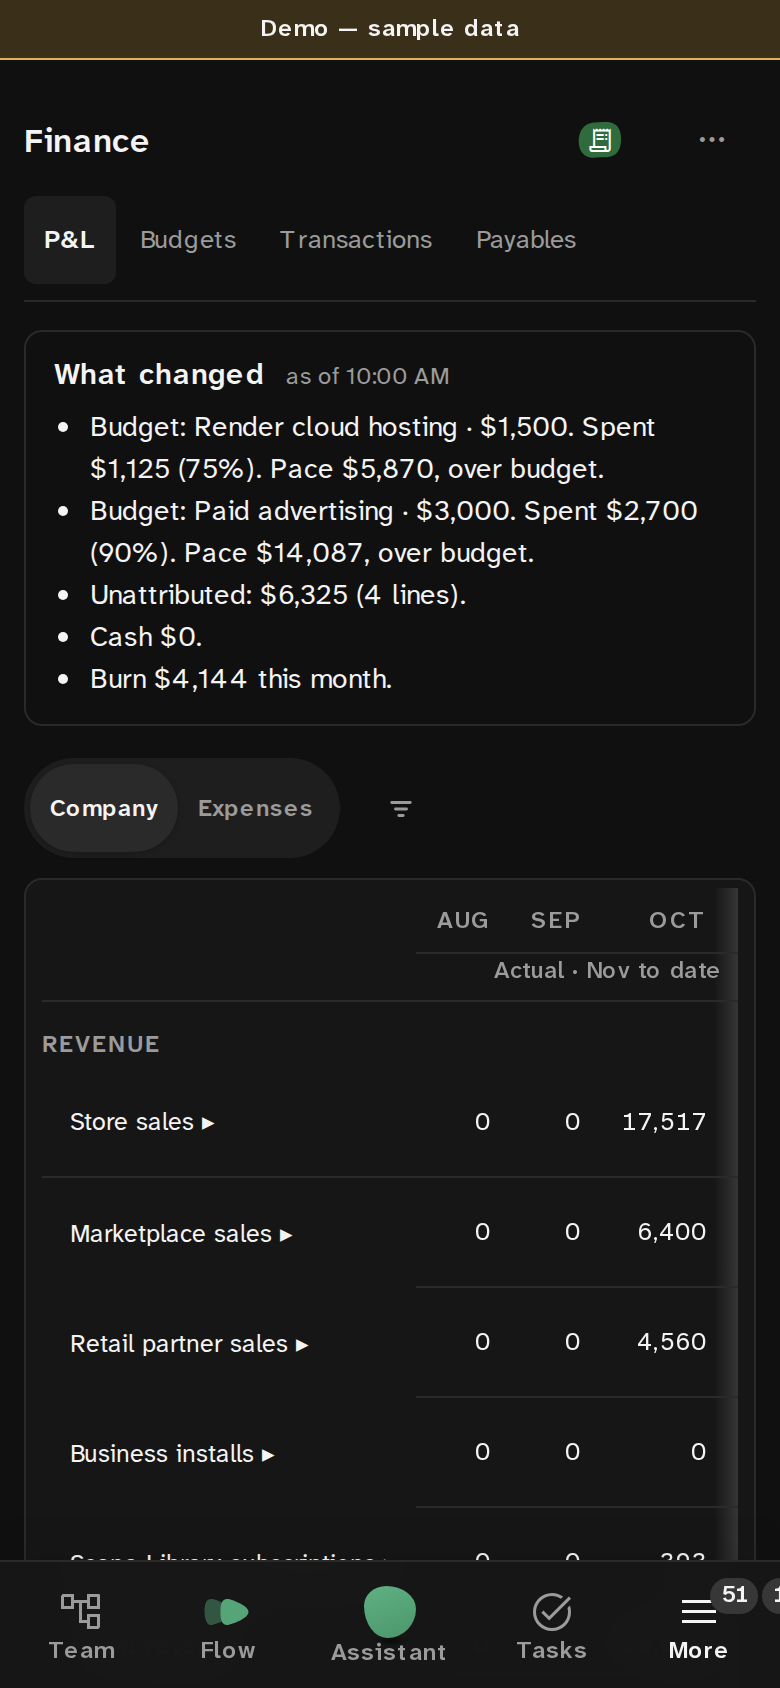 Demo — sample data
Finance
P&L Budgets Transactions Payables
What changed as of 10:00 AM
• Budget: Render cloud hosting · $1,500. Spent
$1,125 (75%). Pace $5,870, over budget.
• Budget: Paid advertising · $3,000. Spent $2,700
(90%). Pace $14,087, over budget.
• Unattributed: $6,325 (4 lines).
• Cash $0.
• Burn $4,144 this month.
Company Expenses
AUG SEP OCT
Actual · Nov to date
REVENUE
Store sales ▸ 0 0 17,517
Marketplace sales ▸ 0 0 6,400
Retail partner sales ▸ 0 0 4,560
Business installs ▸ 0 0 0
51
Team Flow Assistant Tasks More